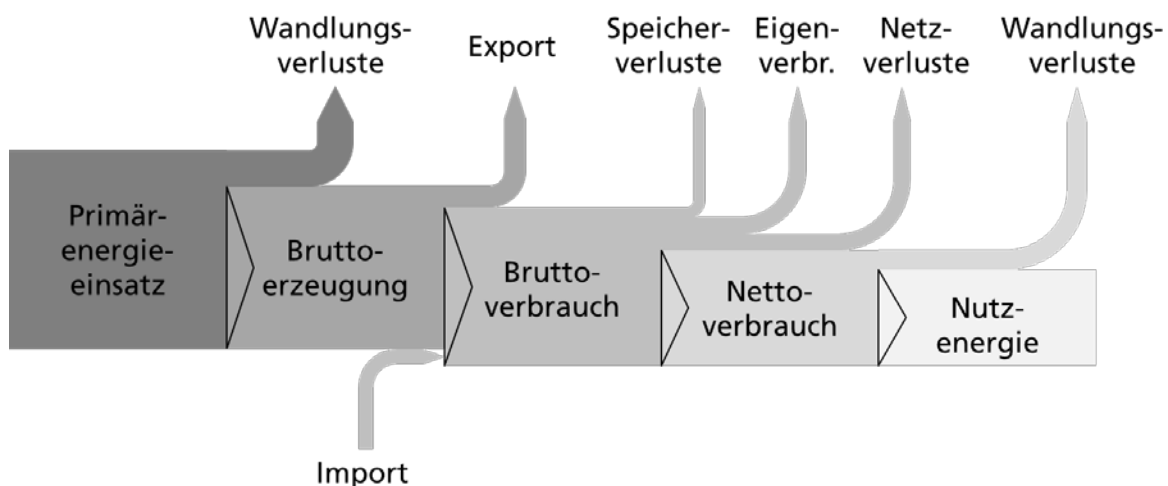 Wandlungs-
verluste
Export
Speicher-
verluste
Eigen-
verbr.
Netz-
verluste
Wandlungs-
verluste
Primär-
energie-
einsatz
Brutto-
erzeugung
Brutto-
verbrauch
Netto-
verbrauch
Nutz-
energie
Import